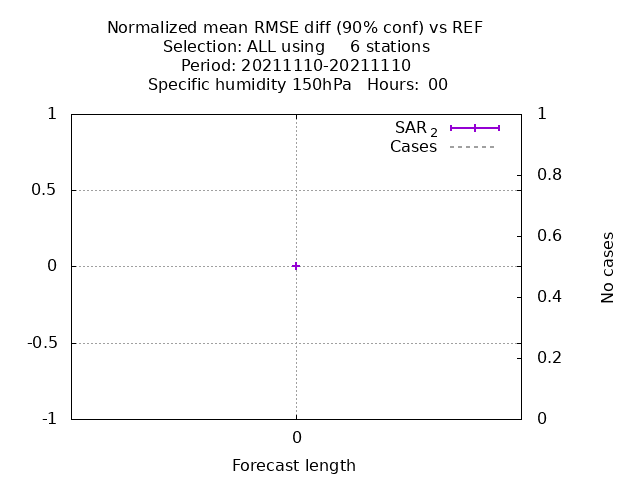 Normalized mean RMSE diff (90% conf) vs REF
Selection: ALL using     6 stations
Period: 20211110-20211110
Specific humidity 150hPa   Hours:  00
1
0.5
0
-0.5
-1
SAR 2
Cases
1
0.8
0.6
0.4
0.2
0
No cases
0
Forecast length